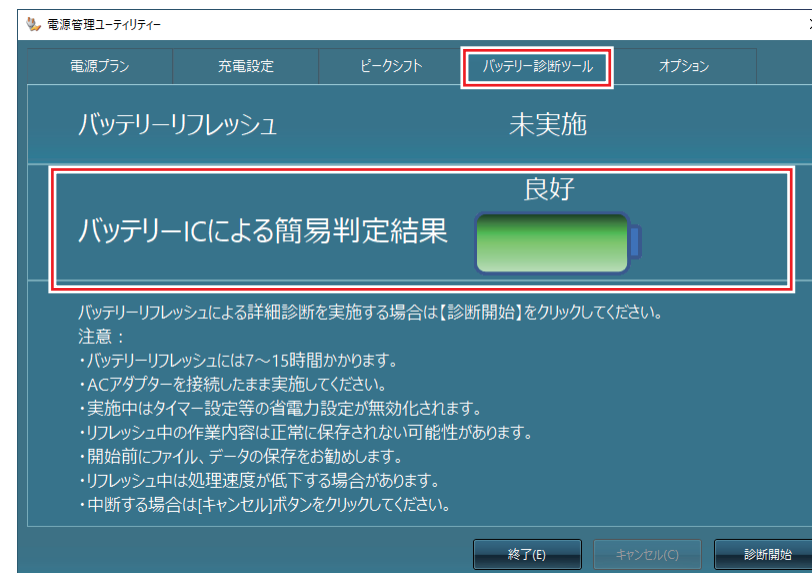 電源管理ユーティリティー
電源プラン 充電設定 ピークシフト バッテリー診断ツール オプション
バッテリーリフレッシュ 未実施
良好
バッテリーICによる簡易判定結果
バッテリーリフレッシュによる詳細診断を実施する場合は【診断開始】をクリックしてください。
注意：
・バッテリーリフレッシュには7～15時間かかります。
・ACアダプターを接続したまま実施してください。
・実施中はタイマー設定等の省電力設定が無効化されます。
・リフレッシュ中の作業内容は正常に保存されない可能性があります。
・開始前にファイル、データの保存をお勧めします。
・リフレッシュ中は処理速度が低下する場合があります。
・中断する場合は[キャンセル]ボタンをクリックしてください。
終了(E) キャンセル(C) 診断開始